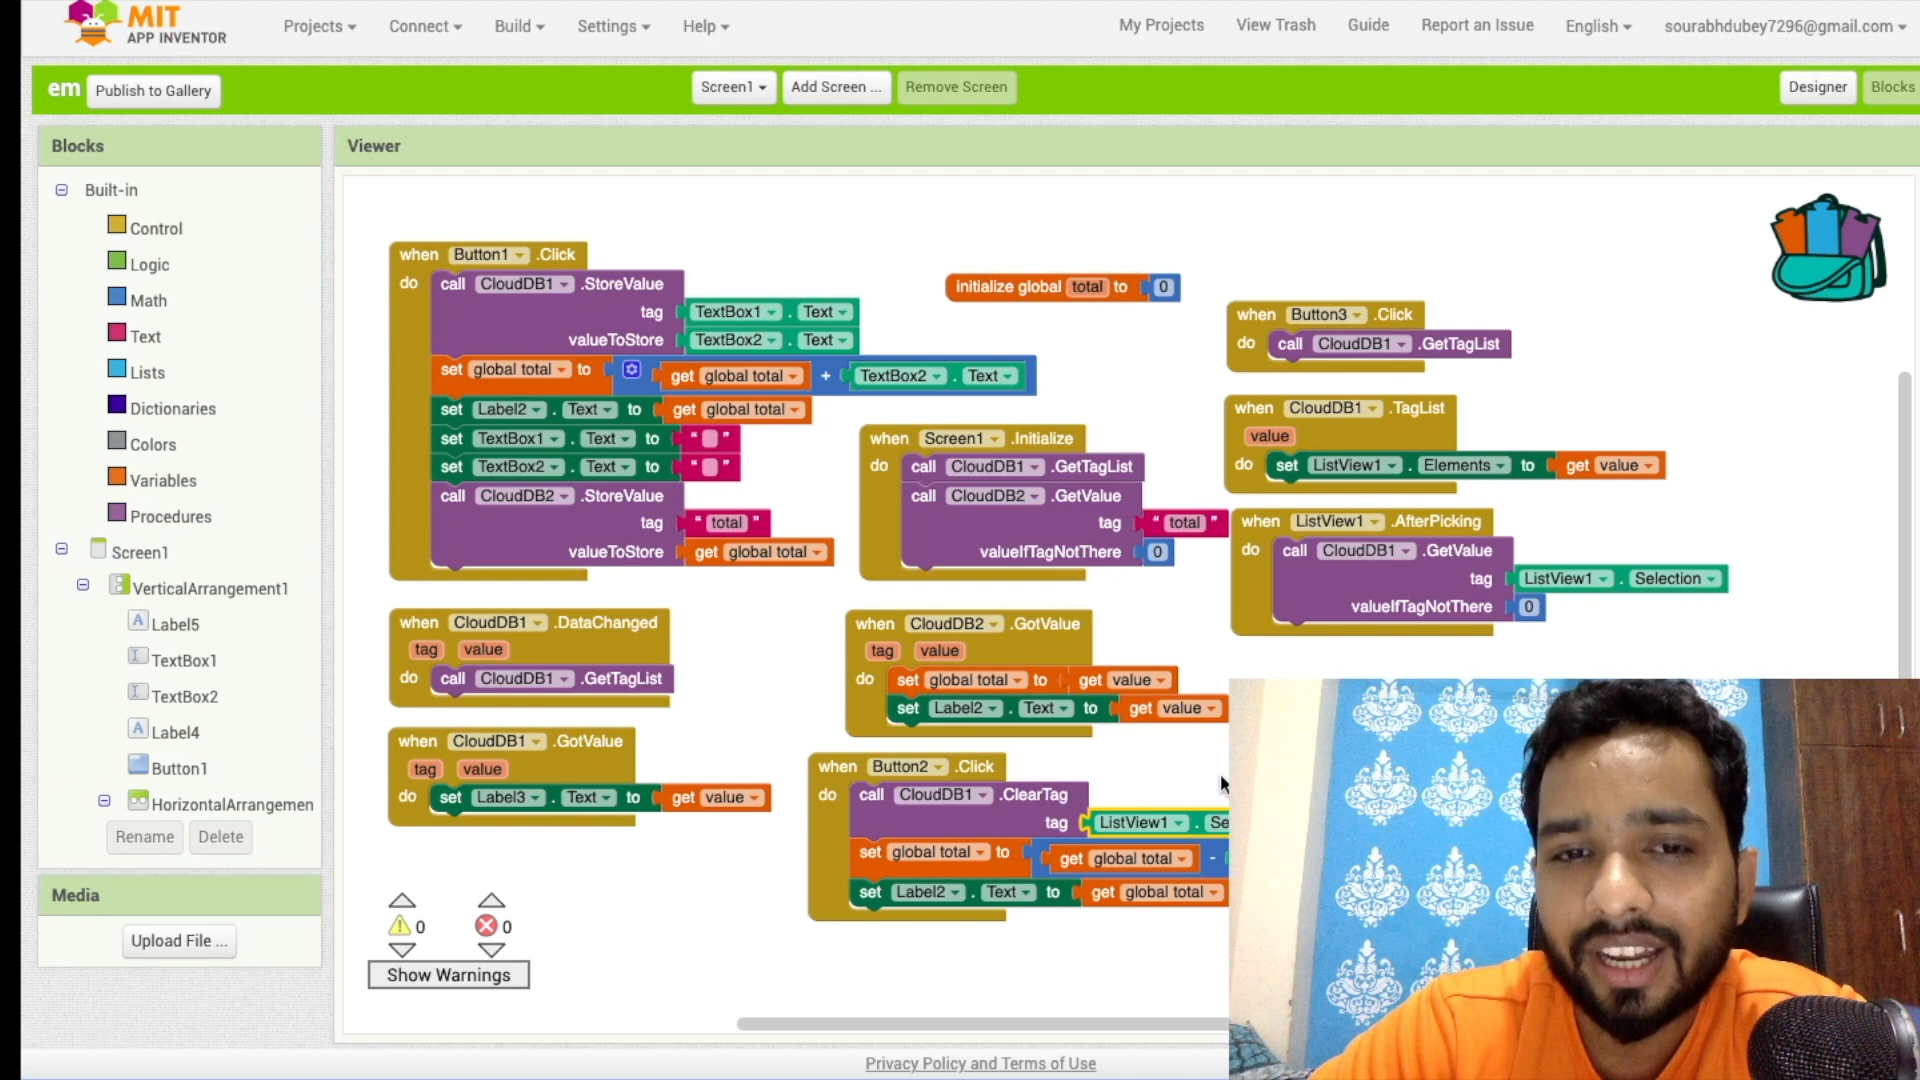 MIT
APP INVENTOR
Projects
Connect
Build
Settings
Help
My Projects
View Trash
Guide
Report an Issue
English
sourabhdubey7296@gmail.com
em
Publish to Gallery
Screen1
Add Screen ...
Remove Screen
Designer
Blocks
Blocks
Viewer
Built-in
Control
Logic
Math
Text
Lists
Dictionaries
Colors
Variables
Procedures
Screen1
VerticalArrangement1
Label5
TextBox1
TextBox2
Label4
Button1
HorizontalArrangemen
Rename
Delete
Media
Upload File ...
when Button1 .Click
do call CloudDB1 .StoreValue
tag TextBox1 . Text
valueToStore TextBox2 . Text
set global total to get global total + TextBox2 . Text
set Label2 . Text to get global total
set TextBox1 . Text to “ ”
set TextBox2 . Text to “ ”
call CloudDB2 .StoreValue
tag “ total ”
valueToStore get global total
initialize global total to 0
when Screen1 .Initialize
do call CloudDB1 .GetTagList
call CloudDB2 .GetValue
tag “ total ”
valueIfTagNotThere 0
when Button3 .Click
do call CloudDB1 .GetTagList
when CloudDB1 .TagList
value
do set ListView1 . Elements to get value
when ListView1 .AfterPicking
do call CloudDB1 .GetValue
tag ListView1 . Selection
valueIfTagNotThere 0
when CloudDB1 .DataChanged
tag value
do call CloudDB1 .GetTagList
when CloudDB2 .GotValue
tag value
do set global total to get value
set Label2 . Text to get value
when CloudDB1 .GotValue
tag value
do set Label3 . Text to get value
when Button2 .Click
do call CloudDB1 .ClearTag
tag ListView1 . Se
set global total to get global total -
set Label2 . Text to get global total
0
0
Show Warnings
Privacy Policy and Terms of Use